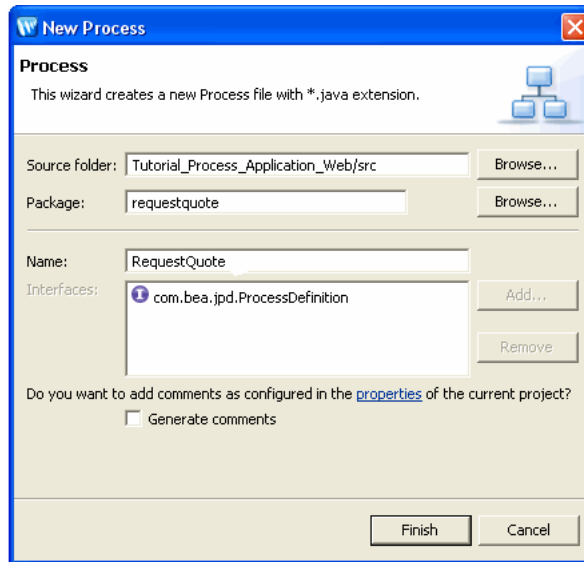 New Process
Process
This wizard creates a new Process file with *.java extension.
Source folder: Tutorial_Process_Application_Web/src Browse...
Package: requestquote Browse...
Name: RequestQuote
Interfaces: com.bea.jpd.ProcessDefinition Add...
Remove
Do you want to add comments as configured in the properties of the current project?
Generate comments
Finish Cancel